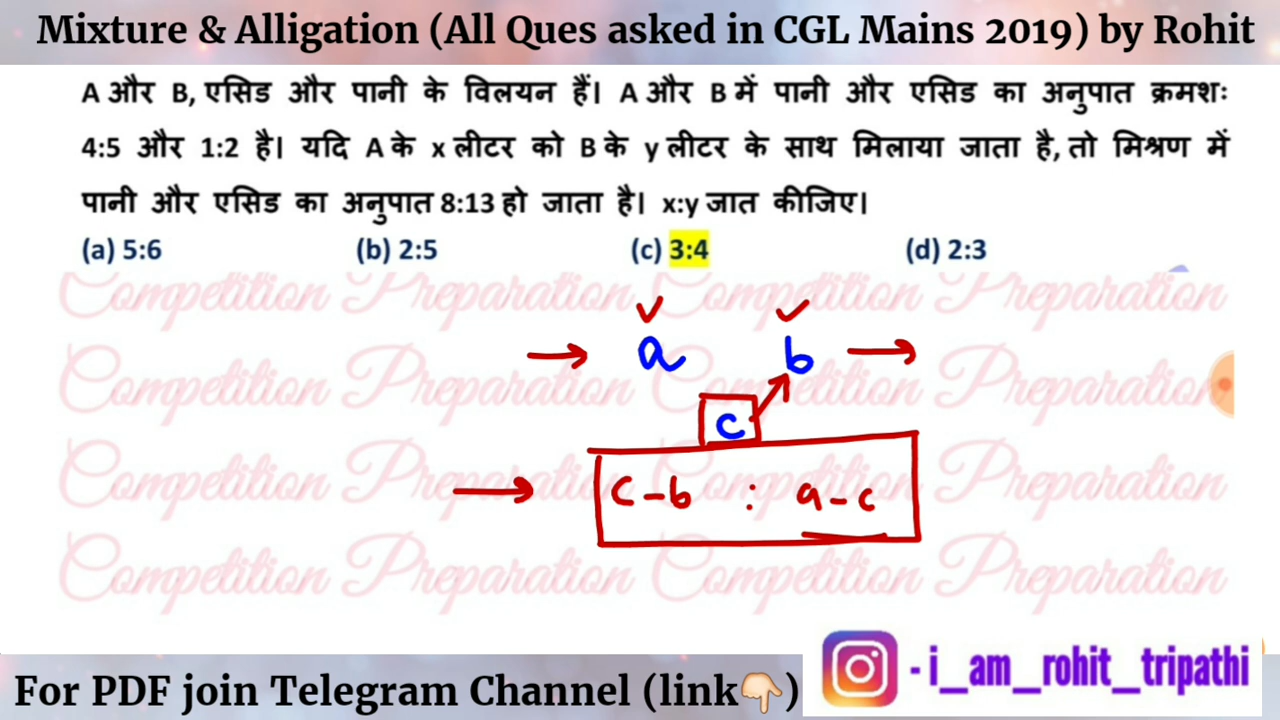 Mixture & Alligation (All Ques asked in CGL Mains 2019) by Rohit
A और B, एसिड और पानी के विलयन हैं। A और B में पानी और एसिड का अनुपात क्रमशः
4:5 और 1:2 है। यदि A के x लीटर को B के y लीटर के साथ मिलाया जाता है, तो मिश्रण में
पानी और एसिड का अनुपात 8:13 हो जाता है। x:y जात कीजिए।
(a) 5:6 (b) 2:5 (c) 3:4 (d) 2:3
Competition Preparation Competition Preparation
a b
Competition Preparation Competition Preparation
c
Competition Preparation Competition Preparation
c-b : a-c
Competition Preparation Competition Preparation
For PDF join Telegram Channel (link👇🏻)
- i_am_rohit_tripathi